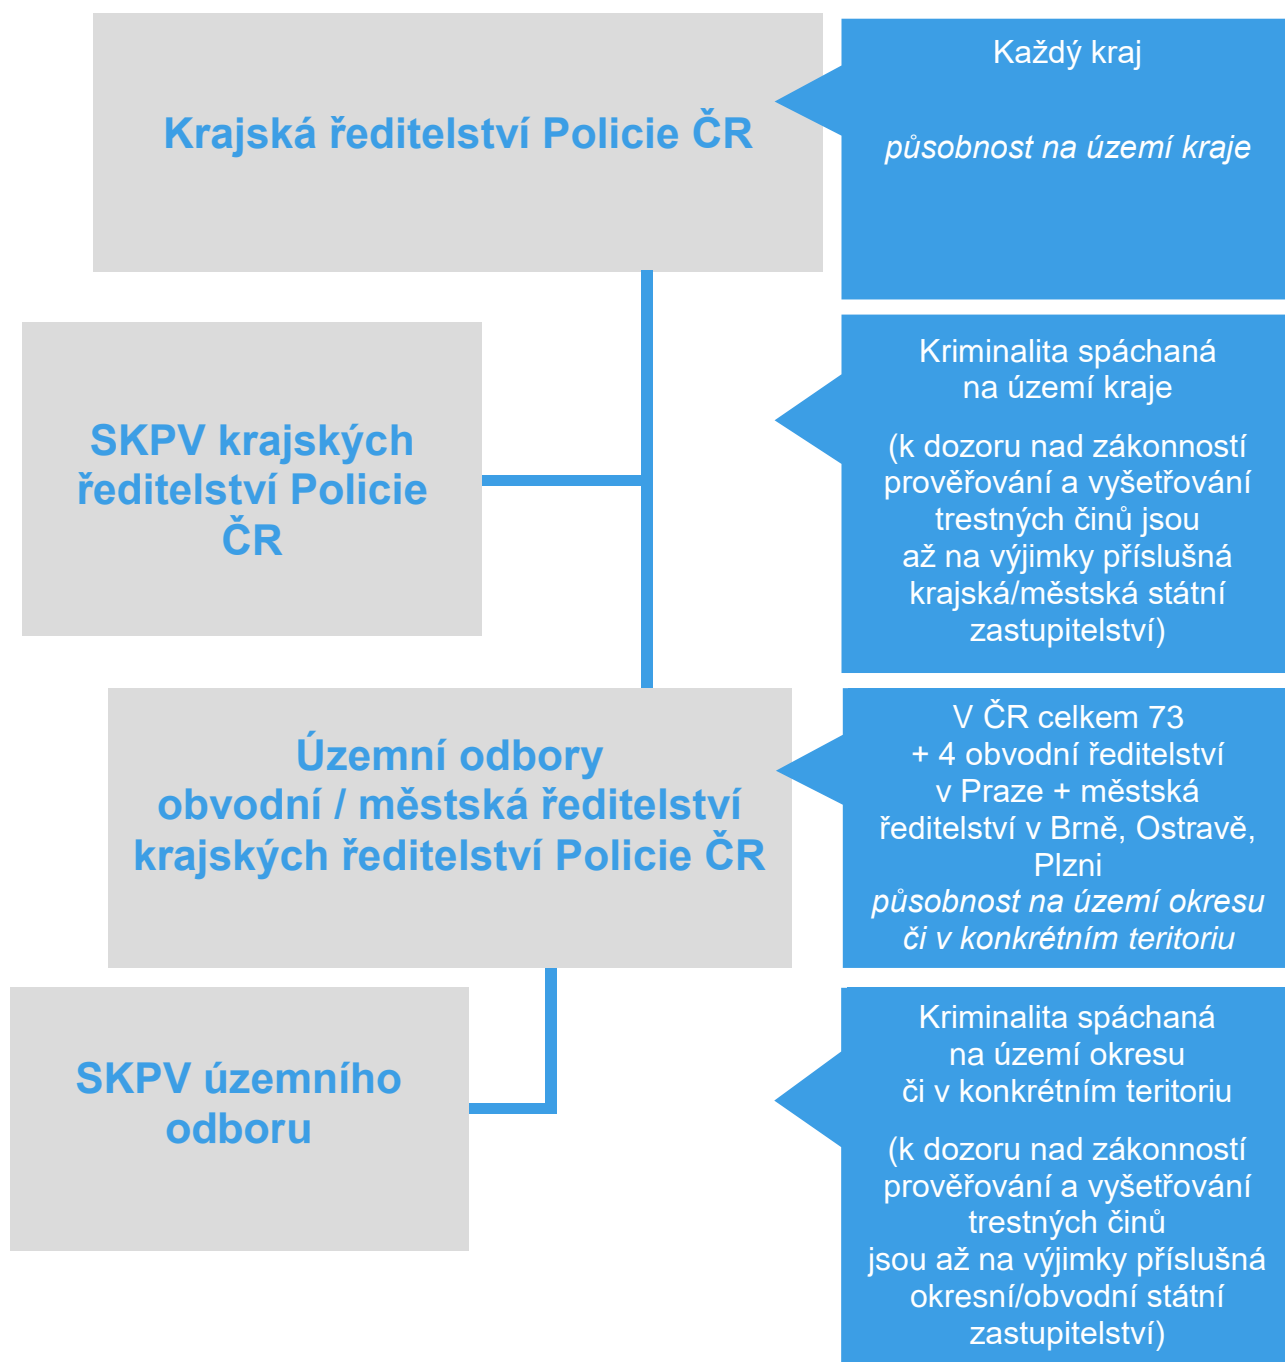 Krajská ředitelství Policie ČR
Každý kraj
působnost na území kraje
SKPV krajských
ředitelství Policie
ČR
Kriminalita spáchaná
na území kraje
(k dozoru nad zákonností
prověřování a vyšetřování
trestných činů jsou
až na výjimky příslušná
krajská/městská státní
zastupitelství)
Územní odbory
obvodní / městská ředitelství
krajských ředitelství Policie ČR
V ČR celkem 73
+ 4 obvodní ředitelství
v Praze + městská
ředitelství v Brně, Ostravě,
Plzni
působnost na území okresu
či v konkrétním teritoriu
SKPV územního
odboru
Kriminalita spáchaná
na území okresu
či v konkrétním teritoriu
(k dozoru nad zákonností
prověřování a vyšetřování
trestných činů
jsou až na výjimky příslušná
okresní/obvodní státní
zastupitelství)